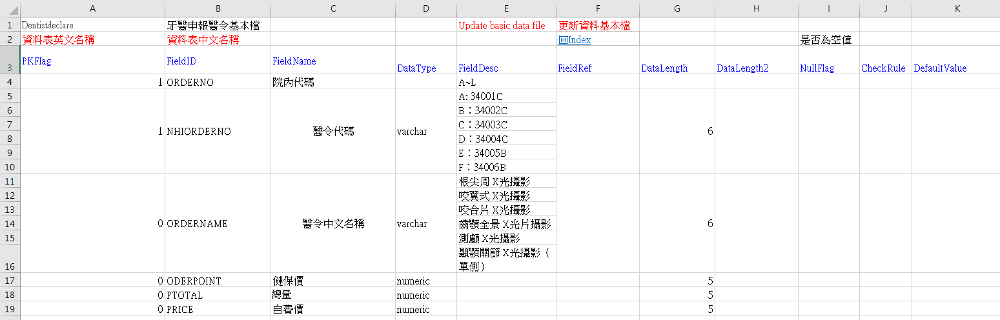 A B C D E F G H I J K
1 Dentistdeclare 牙醫申報醫令基本檔 Update basic data file 更新資料基本檔
2 資料表英文名稱 資料表中文名稱 回Index 是否為空值
3 PKFlag FieldID FieldName DataType FieldDesc FieldRef DataLength DataLength2 NullFlag CheckRule DefaultValue
4 1 ORDERNO 院內代碼 A~L
5 A: 34001C
6 B：34002C
7 1 NHIORDERNO 醫令代碼 varchar C：34003C 6
8 D：34004C
9 E：34005B
10 F：34006B
11 根尖周 X光攝影
12 咬翼式 X光攝影
13 咬合片 X光攝影
14 0 ORDERNAME 醫令中文名稱 varchar 齒顎全景 X光片攝影 6
15 測顱 X光攝影
16 顳顎關節 X光攝影（
單側）
17 0 ODERPOINT 健保價 numeric 5
18 0 PTOTAL 總量 numeric 5
19 0 PRICE 自費價 numeric 5